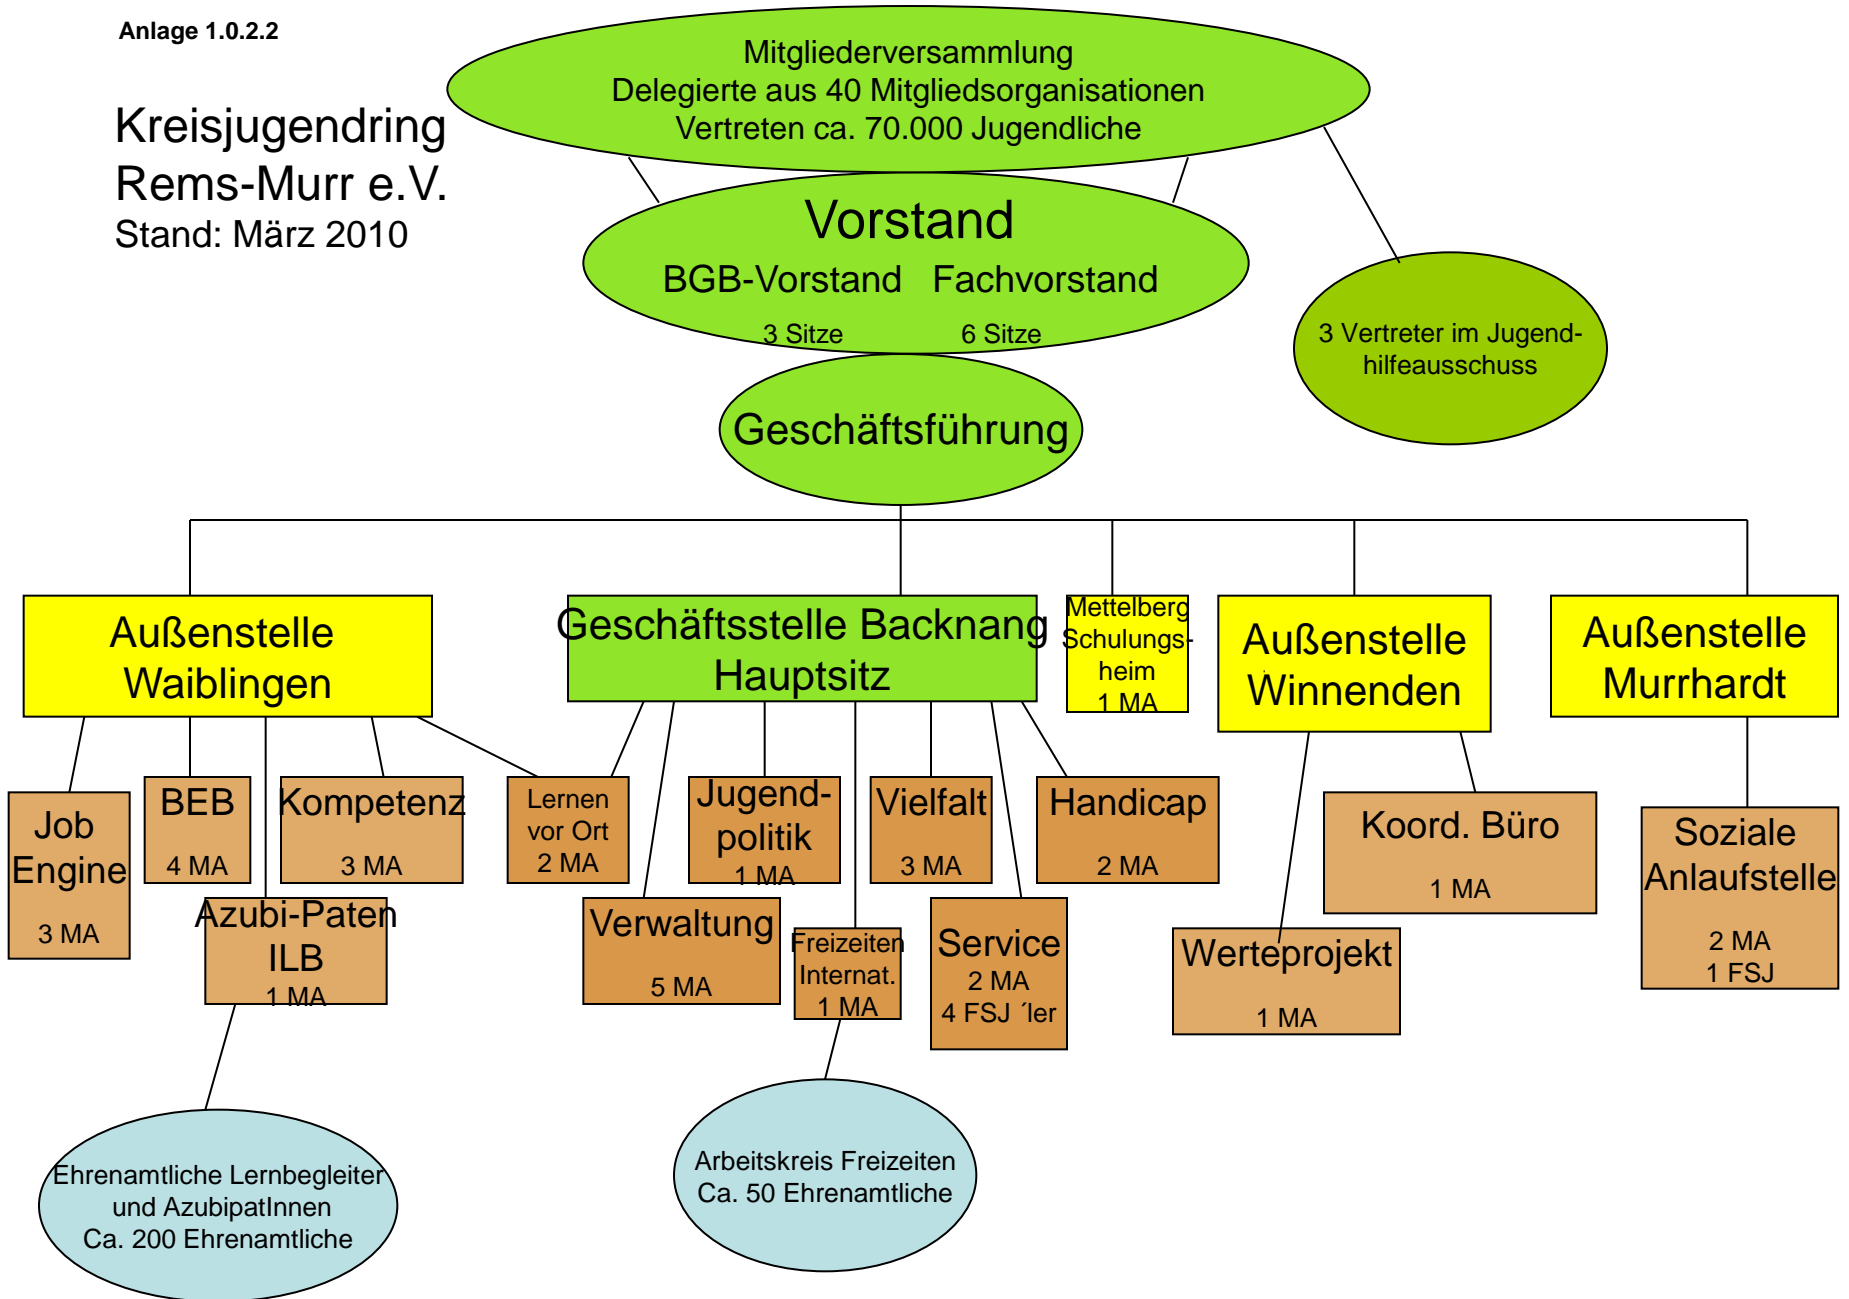 Anlage 1.0.2.2
Kreisjugendring
Rems-Murr e.V.
Stand: März 2010
Mitgliederversammlung
Delegierte aus 40 Mitgliedsorganisationen
Vertreten ca. 70.000 Jugendliche
Vorstand
BGB-Vorstand Fachvorstand
3 Sitze 6 Sitze
3 Vertreter im Jugend-
hilfeausschuss
Geschäftsführung
Außenstelle
Waiblingen
Geschäftsstelle Backnang
Hauptsitz
Mettelberg
Schulungs-
heim
1 MA
Außenstelle
Winnenden
Außenstelle
Murrhardt
Job
Engine
3 MA
BEB
4 MA
Azubi-Paten
ILB
1 MA
Kompetenz
3 MA
Lernen
vor Ort
2 MA
Verwaltung
5 MA
Jugend-
politik
1 MA
Freizeiten
Internat.
1 MA
Vielfalt
3 MA
Service
2 MA
4 FSJ ´ler
Handicap
2 MA
Werteprojekt
1 MA
Koord. Büro
1 MA
Soziale
Anlaufstelle
2 MA
1 FSJ
Ehrenamtliche Lernbegleiter
und AzubipatInnen
Ca. 200 Ehrenamtliche
Arbeitskreis Freizeiten
Ca. 50 Ehrenamtliche